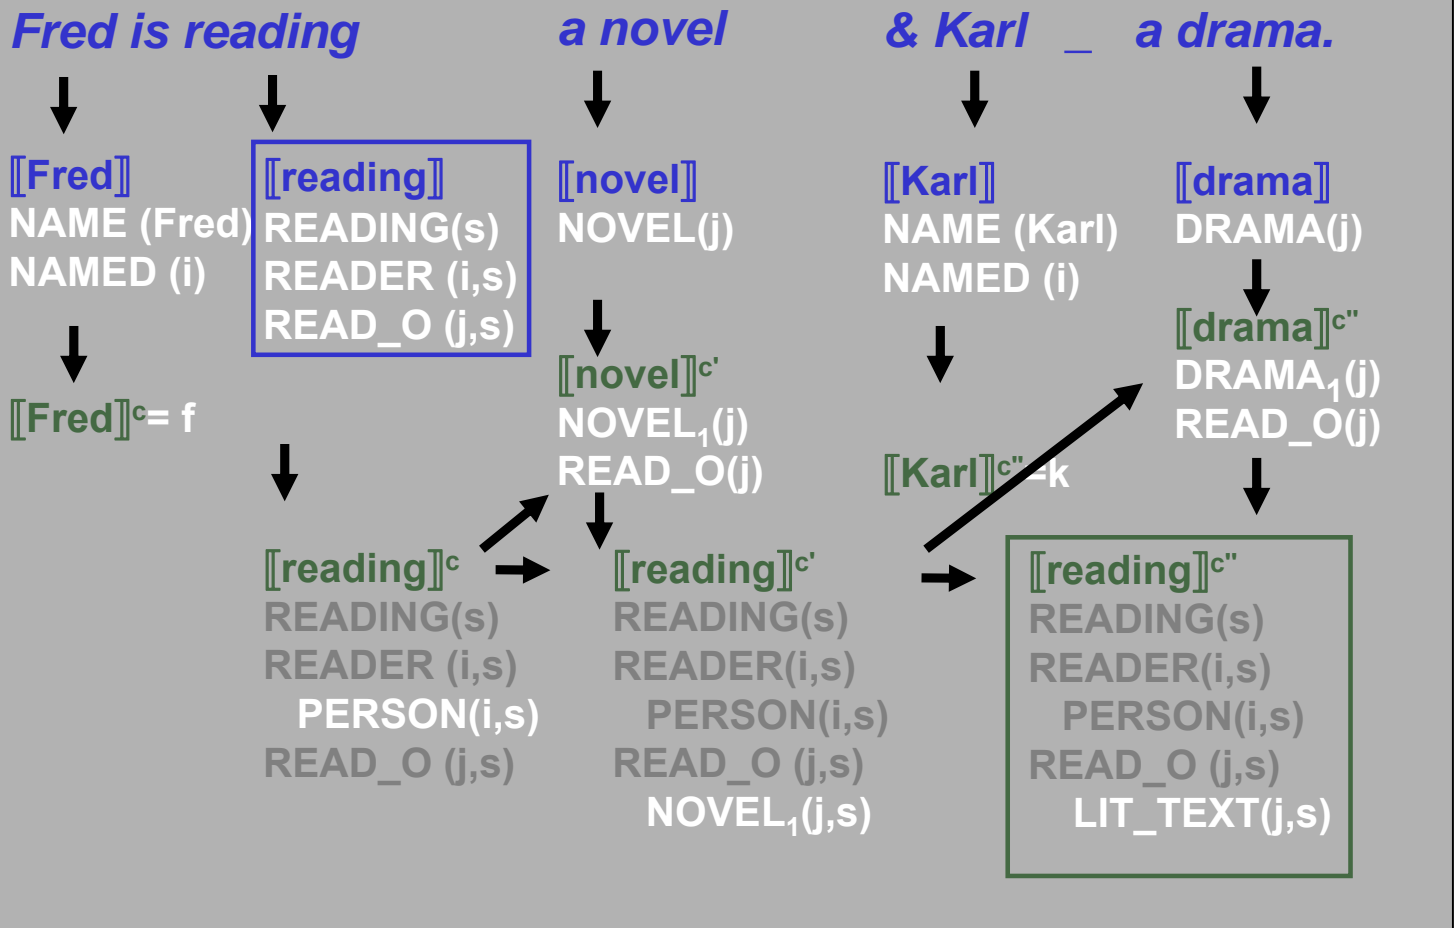 Fred is reading a novel & Karl _ a drama.
⟦Fred⟧
NAME (Fred)
NAMED (i)
⟦Fred⟧ᶜ= f
⟦reading⟧
READING(s)
READER (i,s)
READ_O (j,s)
⟦novel⟧
NOVEL(j)
⟦novel⟧ᶜ'
NOVEL₁(j)
READ_O(j)
⟦Karl⟧
NAME (Karl)
NAMED (i)
⟦Karl⟧ᶜ"=k
⟦drama⟧
DRAMA(j)
⟦drama⟧ᶜ"
DRAMA₁(j)
READ_O(j)
⟦reading⟧ᶜ
READING(s)
READER (i,s)
PERSON(i,s)
READ_O (j,s)
⟦reading⟧ᶜ'
READING(s)
READER(i,s)
PERSON(i,s)
READ_O (j,s)
NOVEL₁(j,s)
⟦reading⟧ᶜ"
READING(s)
READER(i,s)
PERSON(i,s)
READ_O (j,s)
LIT_TEXT(j,s)